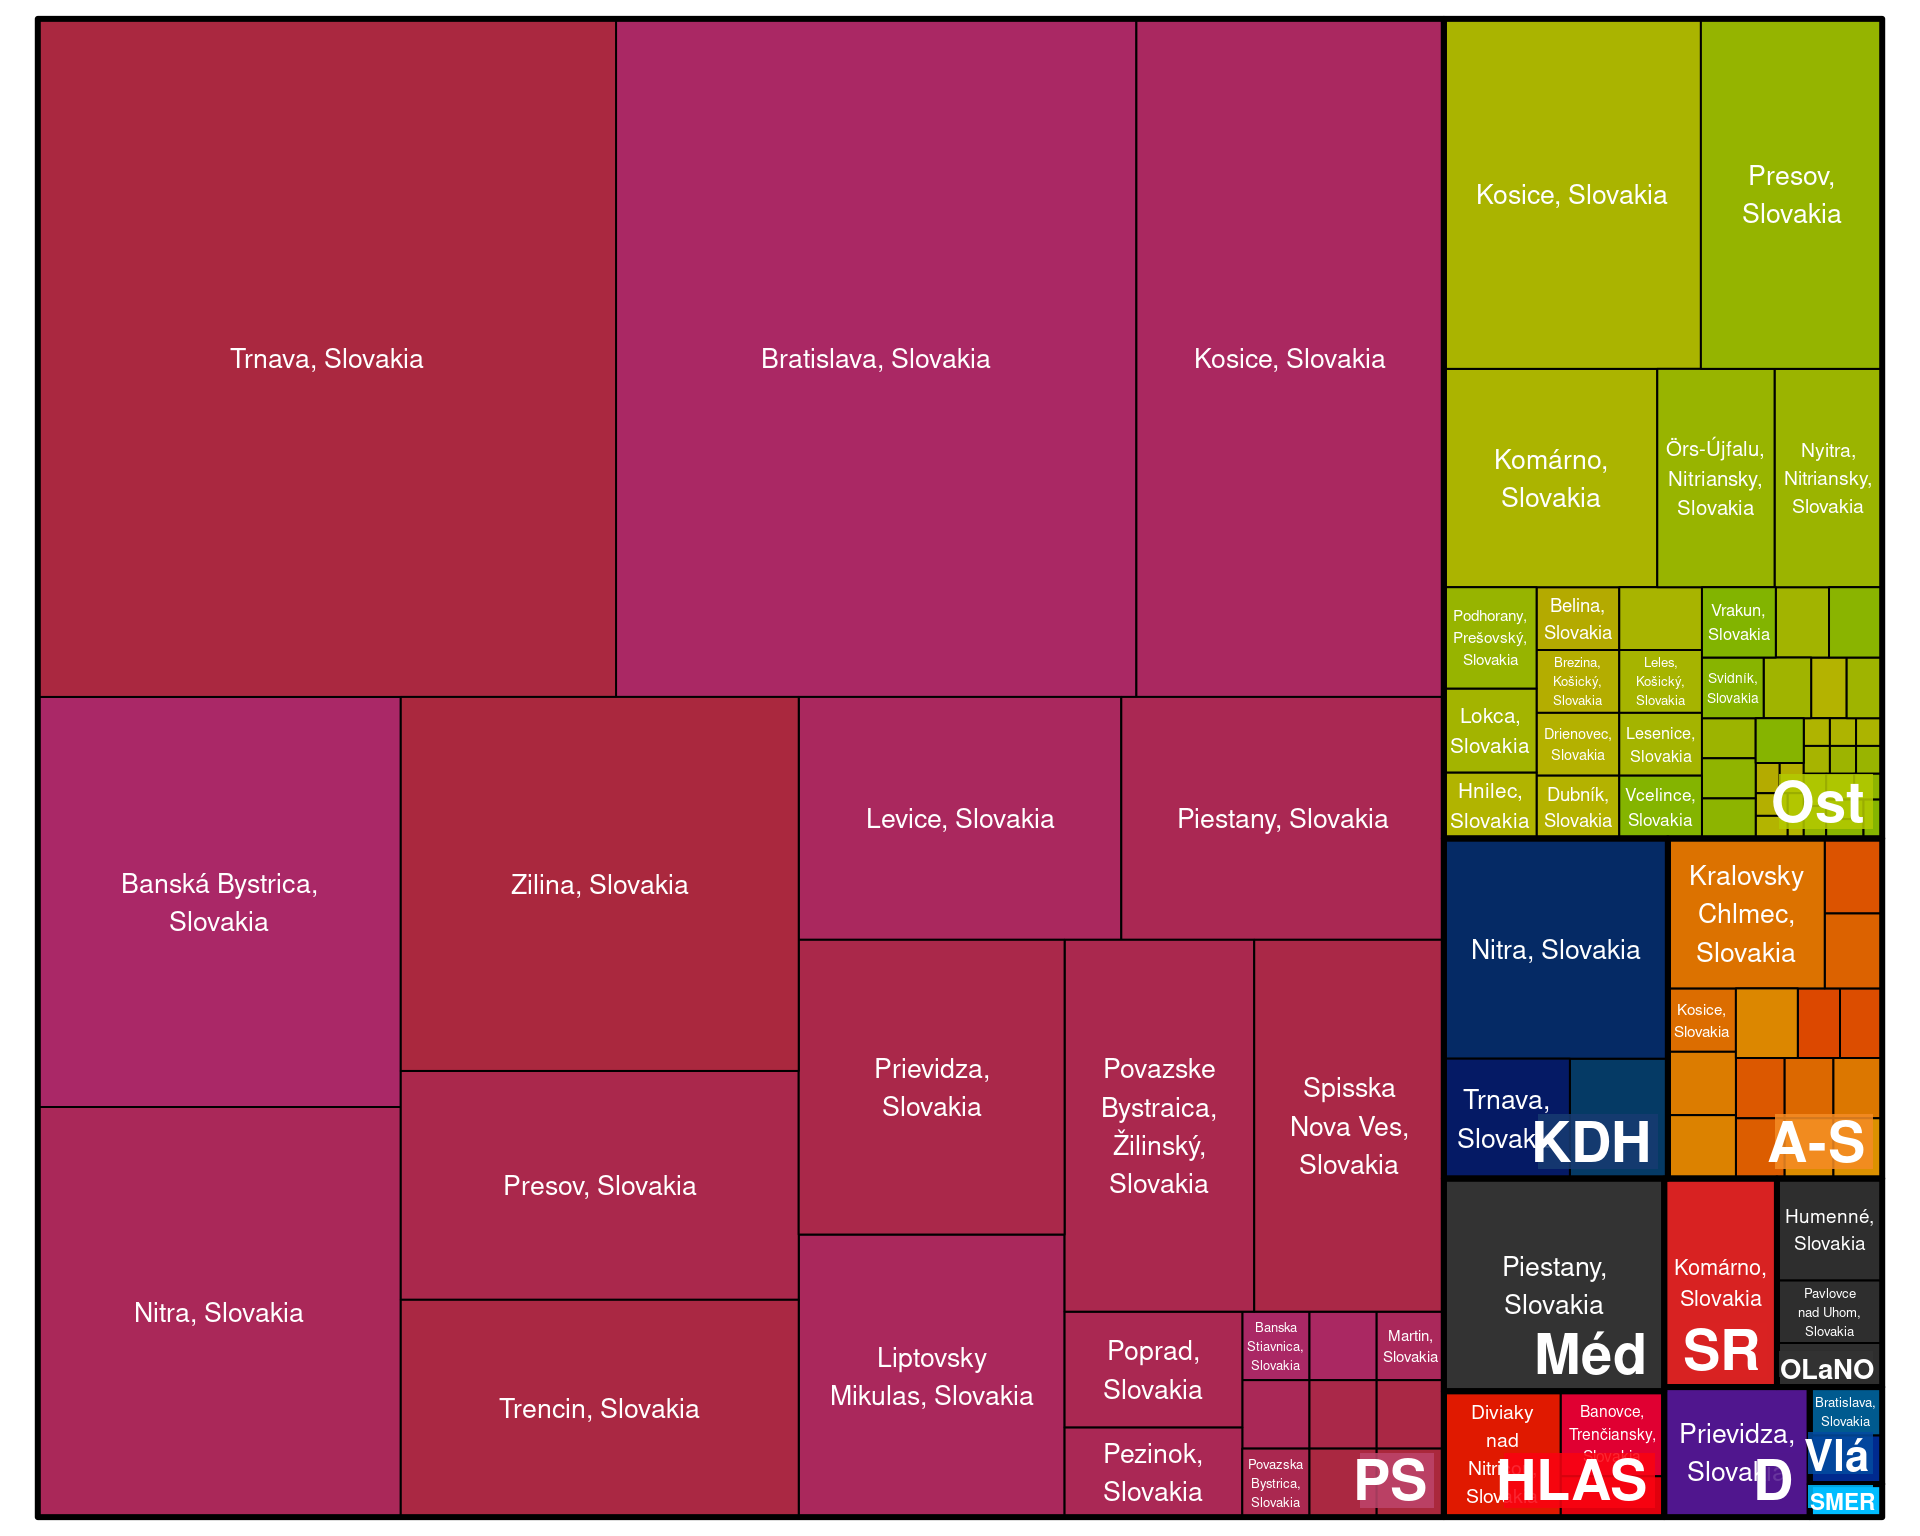 Trnava, Slovakia
Bratislava, Slovakia
Kosice, Slovakia
Banská Bystrica,
Slovakia
Nitra, Slovakia
Zilina, Slovakia
Presov, Slovakia
Trencin, Slovakia
Levice, Slovakia
Piestany, Slovakia
Prievidza,
Slovakia
Liptovsky
Mikulas, Slovakia
Povazske
Bystraica,
Žilinský,
Slovakia
Spisska
Nova Ves,
Slovakia
Poprad,
Slovakia
Pezinok,
Slovakia
Banska
Stiavnica,
Slovakia
Martin,
Slovakia
Povazska
Bystrica,
Slovakia
PS
Kosice, Slovakia
Presov,
Slovakia
Komárno,
Slovakia
Örs-Újfalu,
Nitriansky,
Slovakia
Nyitra,
Nitriansky,
Slovakia
Podhorany,
Prešovský,
Slovakia
Lokca,
Slovakia
Hnilec,
Slovakia
Belina,
Slovakia
Brezina,
Košický,
Slovakia
Drienovec,
Slovakia
Dubník,
Slovakia
Leles,
Košický,
Slovakia
Lesenice,
Slovakia
Vcelince,
Slovakia
Vrakun,
Slovakia
Svidník,
Slovakia
Ost
Nitra, Slovakia
Trnava,
Slovak
KDH
Kralovsky
Chlmec,
Slovakia
Kosice,
Slovakia
A-S
Piestany,
Slovakia
Méd
Komárno,
Slovakia
SR
Humenné,
Slovakia
Pavlovce
nad Uhom,
Slovakia
OLaNO
Diviaky
nad
Slovakia
Banovce,
Trenčiansky,
Slovakia
HLAS
Prievidza,
Slovakia
D
Bratislava,
Slovakia
Vlá
SMER